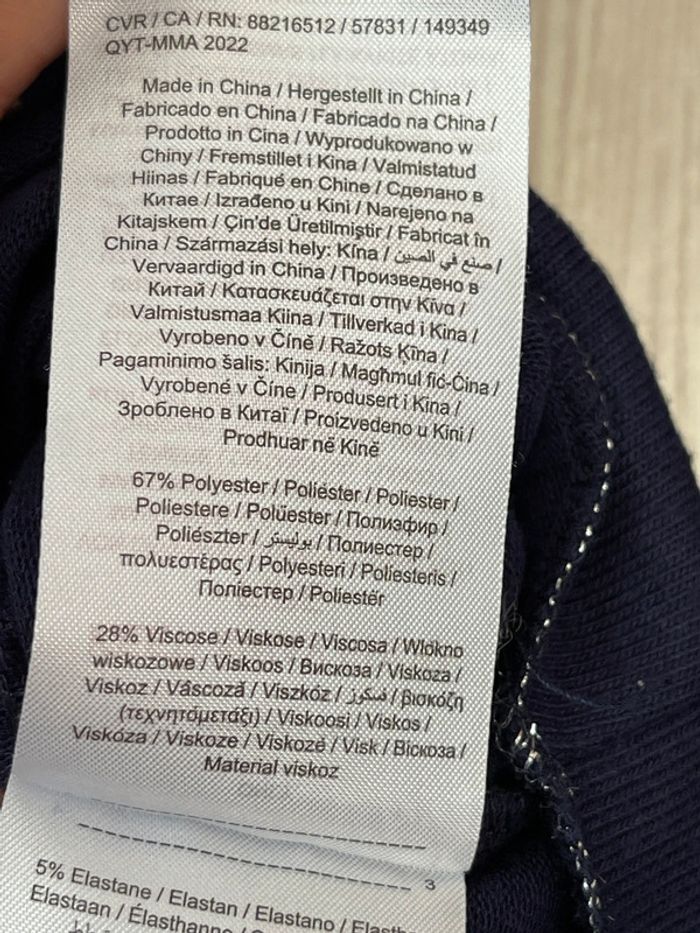 CVR / CA / RN: 88216512 / 57831 / 149349
QYT-MMA 2022
Made in China / Hergestellt in China /
Fabricado en China / Fabricado na China /
Prodotto in Cina / Wyprodukowano w
Chiny / Fremstillet i Kina / Valmistatud
Hiinas / Fabriqué en Chine / Сделано в
Китае / Izrađeno u Kini / Narejeno na
Kitajskem / Çin'de Üretilmiştir / Fabricat în
China / Származási hely: Kína / صنع في الصين /
Vervaardigd in China / Произведено в
Китай / Κατασκευάζεται στην Κίνα /
Valmistusmaa Kiina / Tillverkad i Kina /
Vyrobeno v Číně / Ražots Ķīna /
Pagaminimo šalis: Kinija / Magħmul fiċ-Ċina /
Vyrobené v Číne / Produsert i Kina /
Зроблено в Китаї / Proizvedeno u Kini /
Prodhuar në Kinë
67% Polyester / Poliéster / Poliester /
Poliestere / Polüester / Полиэфир /
Poliészter / بوليستر / Полиестер /
πολυεστέρας / Polyesteri / Poliesteris /
Поліестер / Poliestër
28% Viscose / Viskose / Viscosa / Włókno
wiskozowe / Viskoos / Вискоза / Viskoza /
Viskoz / Vâscoză / Viszkóz / فسكوز / βισκόζη
(τεχνητόμετάξι) / Viskoosi / Viskos /
Viskóza / Viskoze / Viskozė / Visk / Віскоза /
Material viskoz
3
5% Elastane / Elastan / Elastano /
Elastaan / Élasthanne /